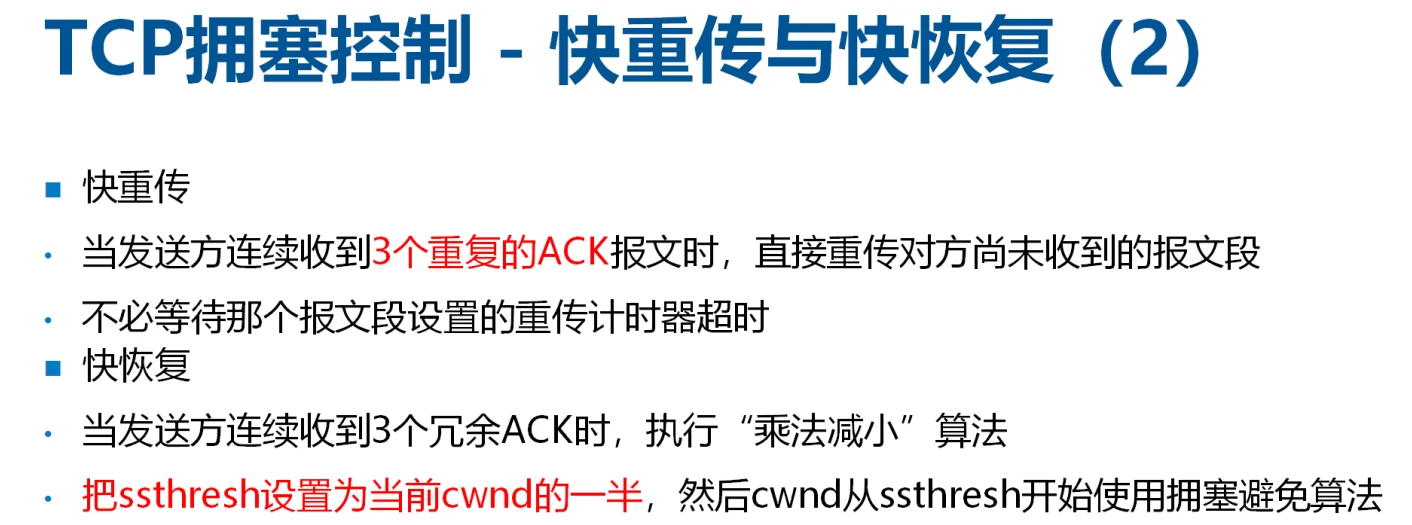 TCP拥塞控制 - 快重传与快恢复（2）
■ 快重传
• 当发送方连续收到3个重复的ACK报文时，直接重传对方尚未收到的报文段
• 不必等待那个报文段设置的重传计时器超时
■ 快恢复
• 当发送方连续收到3个冗余ACK时，执行“乘法减小”算法
• 把ssthresh设置为当前cwnd的一半，然后cwnd从ssthresh开始使用拥塞避免算法